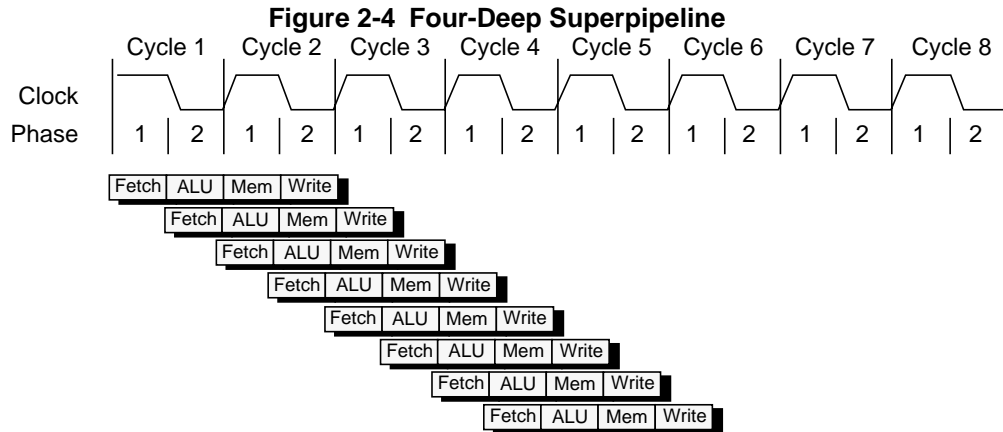 Figure 2-4 Four-Deep Superpipeline
Cycle 1 Cycle 2 Cycle 3 Cycle 4 Cycle 5 Cycle 6 Cycle 7 Cycle 8
Clock
Phase 1 2 1 2 1 2 1 2 1 2 1 2 1 2 1 2
Fetch ALU Mem Write
Fetch ALU Mem Write
Fetch ALU Mem Write
Fetch ALU Mem Write
Fetch ALU Mem Write
Fetch ALU Mem Write
Fetch ALU Mem Write
Fetch ALU Mem Write